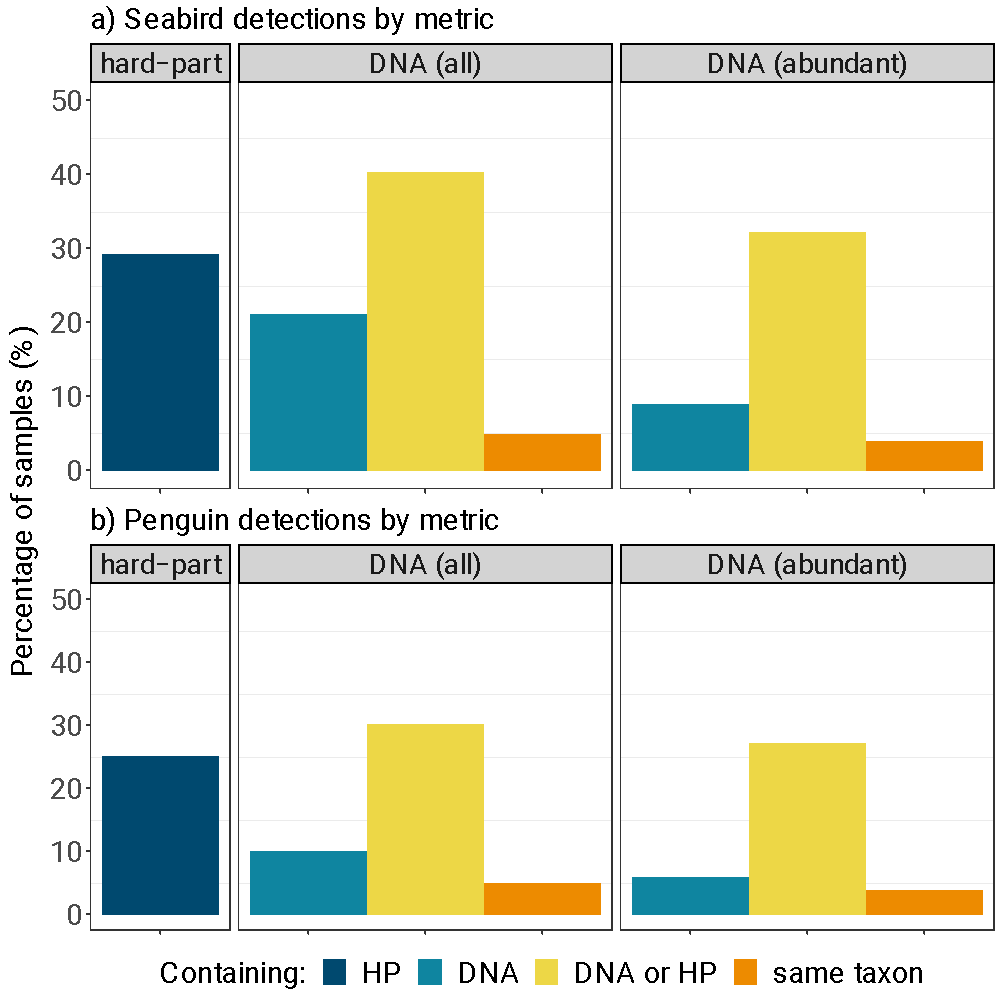 a) Seabird detections by metric
hard-part DNA (all) DNA (abundant)
50
40
30
20
10
0
Percentage of samples (%)
b) Penguin detections by metric
hard-part DNA (all) DNA (abundant)
50
40
30
20
10
0
Containing: HP DNA DNA or HP same taxon